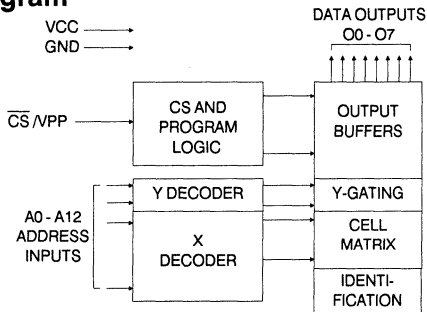 gram
VCC
GND
DATA OUTPUTS
O0 - O7
CS/VPP
CS AND
PROGRAM
LOGIC
OUTPUT
BUFFERS
Y DECODER
Y-GATING
A0 - A12
ADDRESS
INPUTS
X
DECODER
CELL
MATRIX
IDENTI-
FICATION